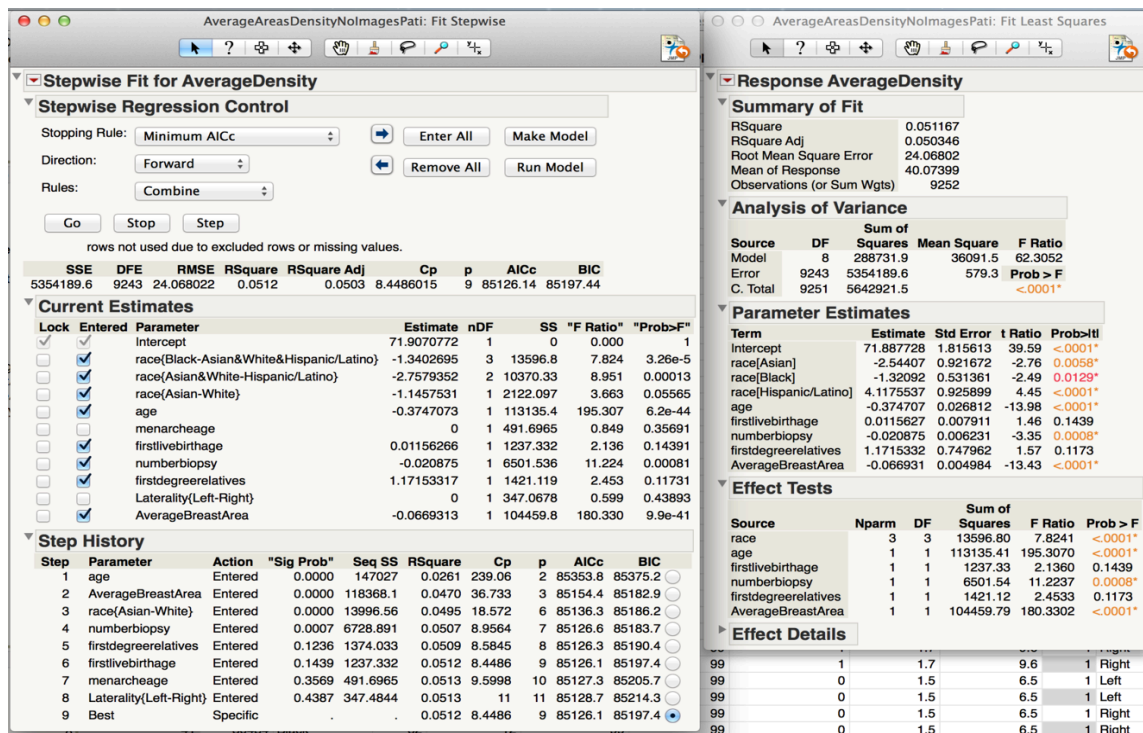 AverageAreasDensityNoImagesPati: Fit Stepwise
Stepwise Fit for AverageDensity
Stepwise Regression Control
Stopping Rule: Minimum AICc Enter All Make Model
Direction: Forward Remove All Run Model
Rules: Combine
Go Stop Step
rows not used due to excluded rows or missing values.
SSE DFE RMSE RSquare RSquare Adj Cp p AICc BIC
5354189.6 9243 24.068022 0.0512 0.0503 8.4486015 9 85126.14 85197.44
Current Estimates
Lock Entered Parameter Estimate nDF SS "F Ratio" "Prob>F"
Intercept 71.9070772 1 0 0.000 1
race{Black-Asian&White&Hispanic/Latino} -1.3402695 3 13596.8 7.824 3.26e-5
race{Asian&White-Hispanic/Latino} -2.7579352 2 10370.33 8.951 0.00013
race{Asian-White} -1.1457531 1 2122.097 3.663 0.05565
age -0.3747073 1 113135.4 195.307 6.2e-44
menarcheage 0 1 491.6965 0.849 0.35691
firstlivebirthage 0.01156266 1 1237.332 2.136 0.14391
numberbiopsy -0.020875 1 6501.536 11.224 0.00081
firstdegreerelatives 1.17153317 1 1421.119 2.453 0.11731
Laterality{Left-Right} 0 1 347.0678 0.599 0.43893
AverageBreastArea -0.0669313 1 104459.8 180.330 9.9e-41
Step History
Step Parameter Action "Sig Prob" Seq SS RSquare Cp p AICc BIC
1 age Entered 0.0000 147027 0.0261 239.06 2 85353.8 85375.2
2 AverageBreastArea Entered 0.0000 118368.1 0.0470 36.733 3 85154.4 85182.9
3 race{Asian-White} Entered 0.0000 13996.56 0.0495 18.572 6 85136.3 85186.2
4 numberbiopsy Entered 0.0007 6728.891 0.0507 8.9564 7 85126.6 85183.7
5 firstdegreerelatives Entered 0.1236 1374.033 0.0509 8.5845 8 85126.3 85190.4
6 firstlivebirthage Entered 0.1439 1237.332 0.0512 8.4486 9 85126.1 85197.4
7 menarcheage Entered 0.3569 491.6965 0.0513 9.5998 10 85127.3 85205.7
8 Laterality{Left-Right} Entered 0.4387 347.4844 0.0513 11 11 85128.7 85214.3
9 Best Specific . . 0.0512 8.4486 9 85126.1 85197.4
AverageAreasDensityNoImagesPati: Fit Least Squares
Response AverageDensity
Summary of Fit
RSquare 0.051167
RSquare Adj 0.050346
Root Mean Square Error 24.06802
Mean of Response 40.07399
Observations (or Sum Wgts) 9252
Analysis of Variance
Source DF Sum of Squares Mean Square F Ratio
Model 8 288731.9 36091.5 62.3052
Error 9243 5354189.6 579.3 Prob > F
C. Total 9251 5642921.5 <.0001*
Parameter Estimates
Term Estimate Std Error t Ratio Prob>|t|
Intercept 71.887728 1.815613 39.59 <.0001*
race[Asian] -2.54407 0.921672 -2.76 0.0058*
race[Black] -1.32092 0.531361 -2.49 0.0129*
race[Hispanic/Latino] 4.1175537 0.925899 4.45 <.0001*
age -0.374707 0.026812 -13.98 <.0001*
firstlivebirthage 0.0115627 0.007911 1.46 0.1439
numberbiopsy -0.020875 0.006231 -3.35 0.0008*
firstdegreerelatives 1.1715332 0.747962 1.57 0.1173
AverageBreastArea -0.066931 0.004984 -13.43 <.0001*
Effect Tests
Source Nparm DF Sum of Squares F Ratio Prob > F
race 3 3 13596.80 7.8241 <.0001*
age 1 1 113135.41 195.3070 <.0001*
firstlivebirthage 1 1 1237.33 2.1360 0.1439
numberbiopsy 1 1 6501.54 11.2237 0.0008*
firstdegreerelatives 1 1 1421.12 2.4533 0.1173
AverageBreastArea 1 1 104459.79 180.3302 <.0001*
Effect Details
99 1 1.7 9.6 1 Right
99 0 1.5 6.5 1 Left
99 0 1.5 6.5 1 Left
99 0 1.5 6.5 1 Right
99 0 1.5 6.5 1 Right